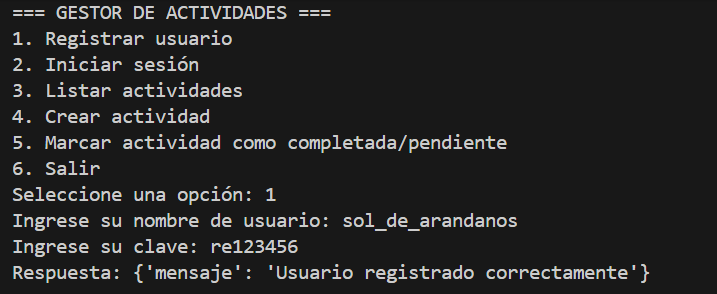 === GESTOR DE ACTIVIDADES ===
1. Registrar usuario
2. Iniciar sesión
3. Listar actividades
4. Crear actividad
5. Marcar actividad como completada/pendiente
6. Salir
Seleccione una opción: 1
Ingrese su nombre de usuario: sol_de_arandanos
Ingrese su clave: re123456
Respuesta: {'mensaje': 'Usuario registrado correctamente'}